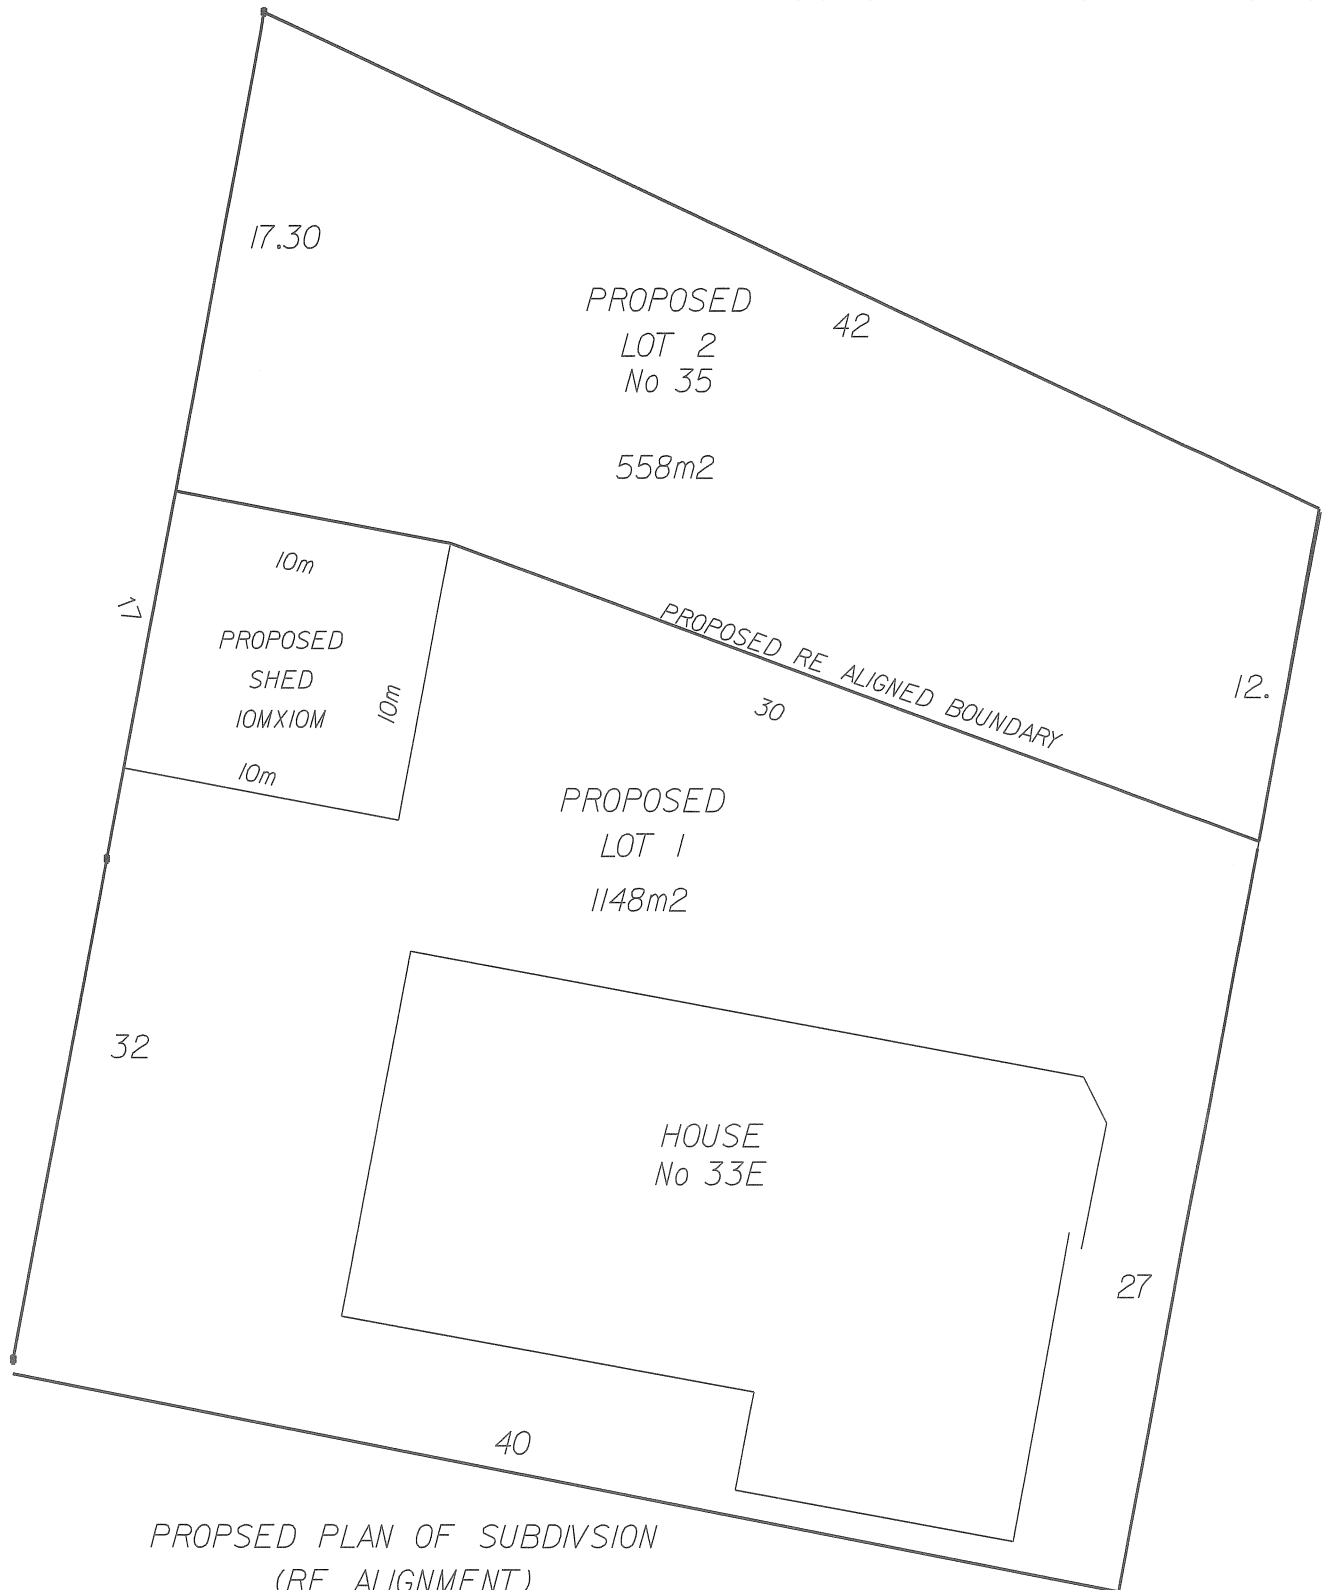 17.30
PROPOSED
LOT 2
No 35
42
558m2
10m
17
PROPOSED
SHED
10MX10M
10m
10m
PROPOSED RE ALIGNED BOUNDARY
30
12.
PROPOSED
LOT 1
1148m2
32
HOUSE
No 33E
27
40
PROPSED PLAN OF SUBDIVSION
(RE ALIGNMENT)